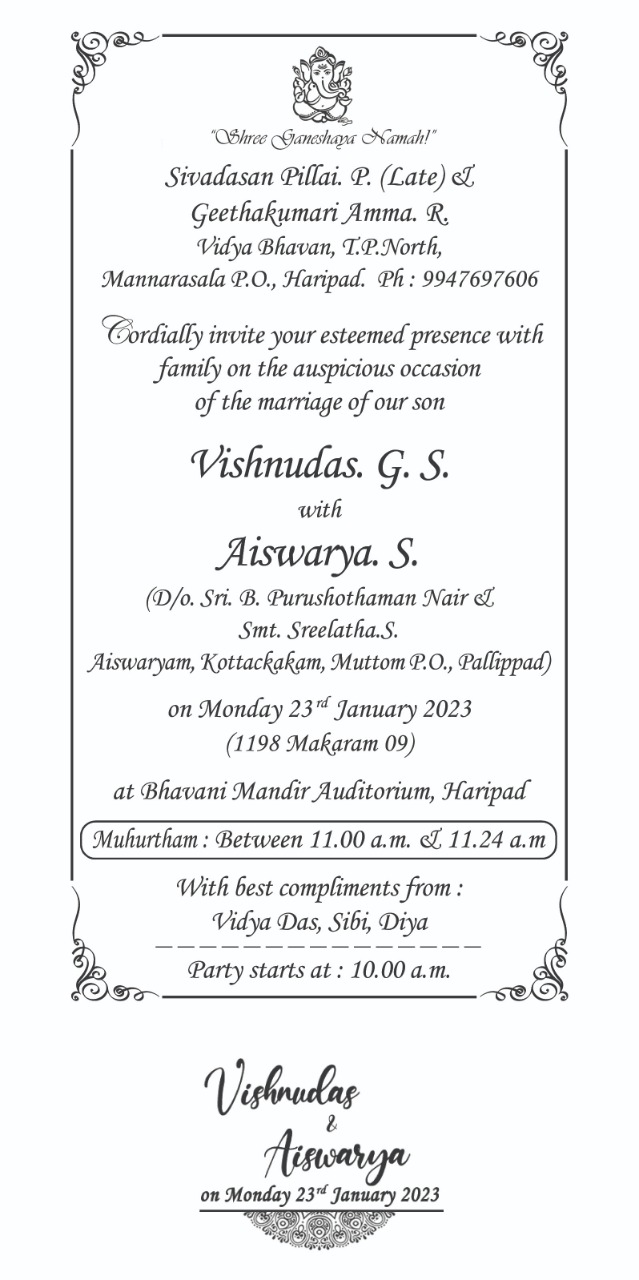 "Shree Ganeshaya Namah!"
Sivadasan Pillai. P. (Late) &
Geethakumari Amma. R.
Vidya Bhavan, T.P.North,
Mannarasala P.O., Haripad. Ph : 9947697606
Cordially invite your esteemed presence with
family on the auspicious occasion
of the marriage of our son
Vishnudas. G. S.
with
Aiswarya. S.
(D/o. Sri. B. Purushothaman Nair &
Smt. Sreelatha.S.
Aiswaryam, Kottackakam, Muttom P.O., Pallippad)
on Monday 23rd January 2023
(1198 Makaram 09)
at Bhavani Mandir Auditorium, Haripad
Muhurtham : Between 11.00 a.m. & 11.24 a.m
With best compliments from :
Vidya Das, Sibi, Diya
Party starts at : 10.00 a.m.
Vishnudas
&
Aiswarya
on Monday 23rd January 2023